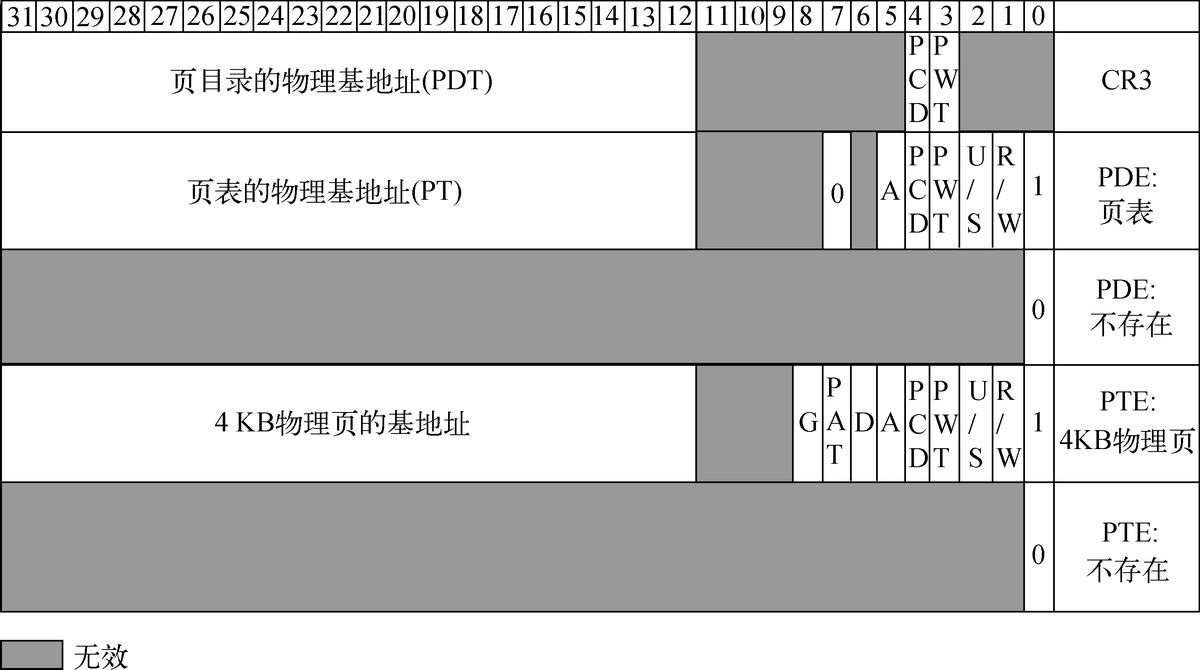 31 30 29 28 27 26 25 24 23 22 21 20 19 18 17 16 15 14 13 12 11 10 9 8 7 6 5 4 3 2 1 0
页目录的物理基地址(PDT) PCD PWT CR3
页表的物理基地址(PT) 0 A PCD PWT U/S R/W 1 PDE:
页表
0 PDE:
不存在
4 KB物理页的基地址 G PAT D A PCD PWT U/S R/W 1 PTE:
4KB物理页
0 PTE:
不存在
无效